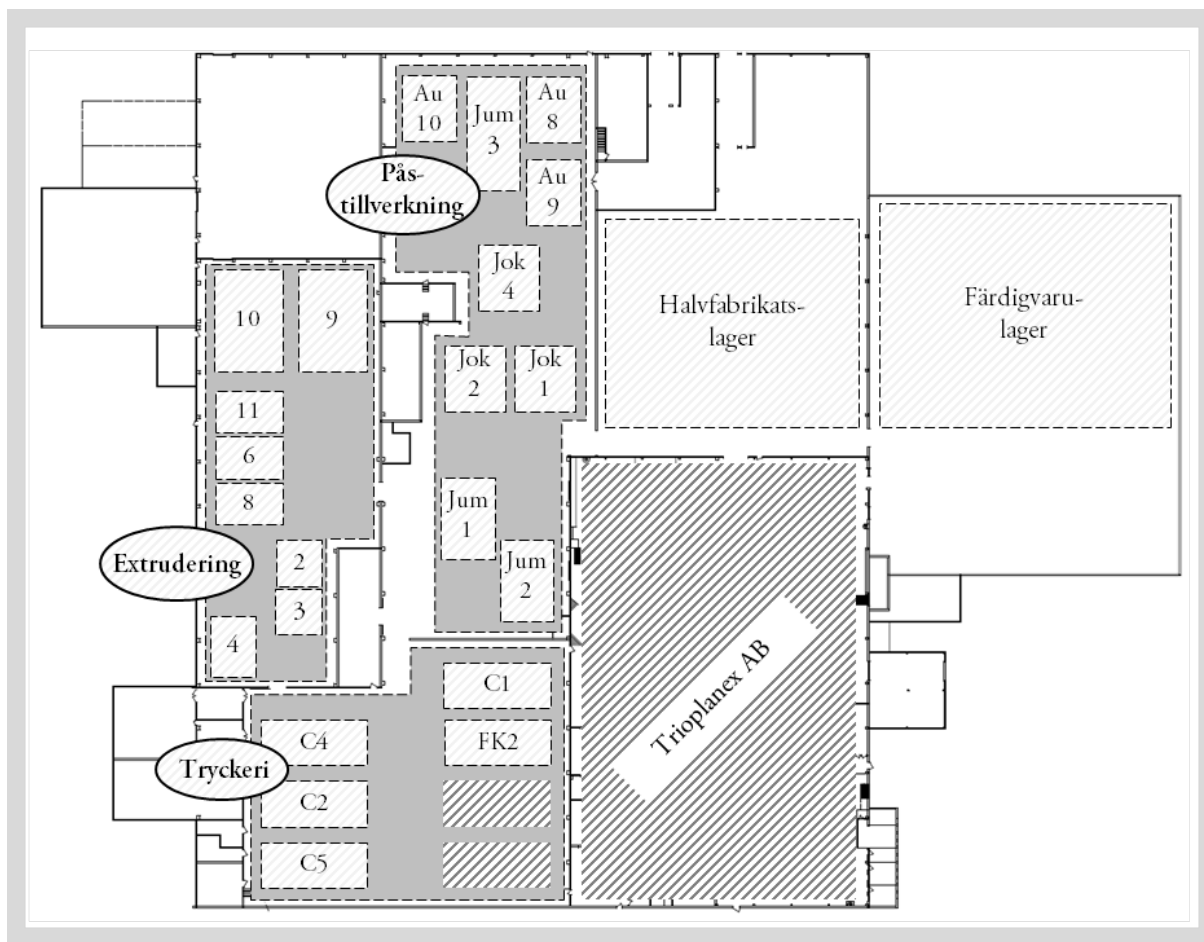 Au
10
Jum
3
Au
8
Au
9
Pås-
tillverkning
Jok
4
Halvfabrikats-
lager
Färdigvaru-
lager
10
9
Jok
2
Jok
1
11
6
8
Jum
1
Jum
2
Extrudering
2
3
4
C1
C4
FK2
Tryckeri
C2
C5
Trioplanex AB